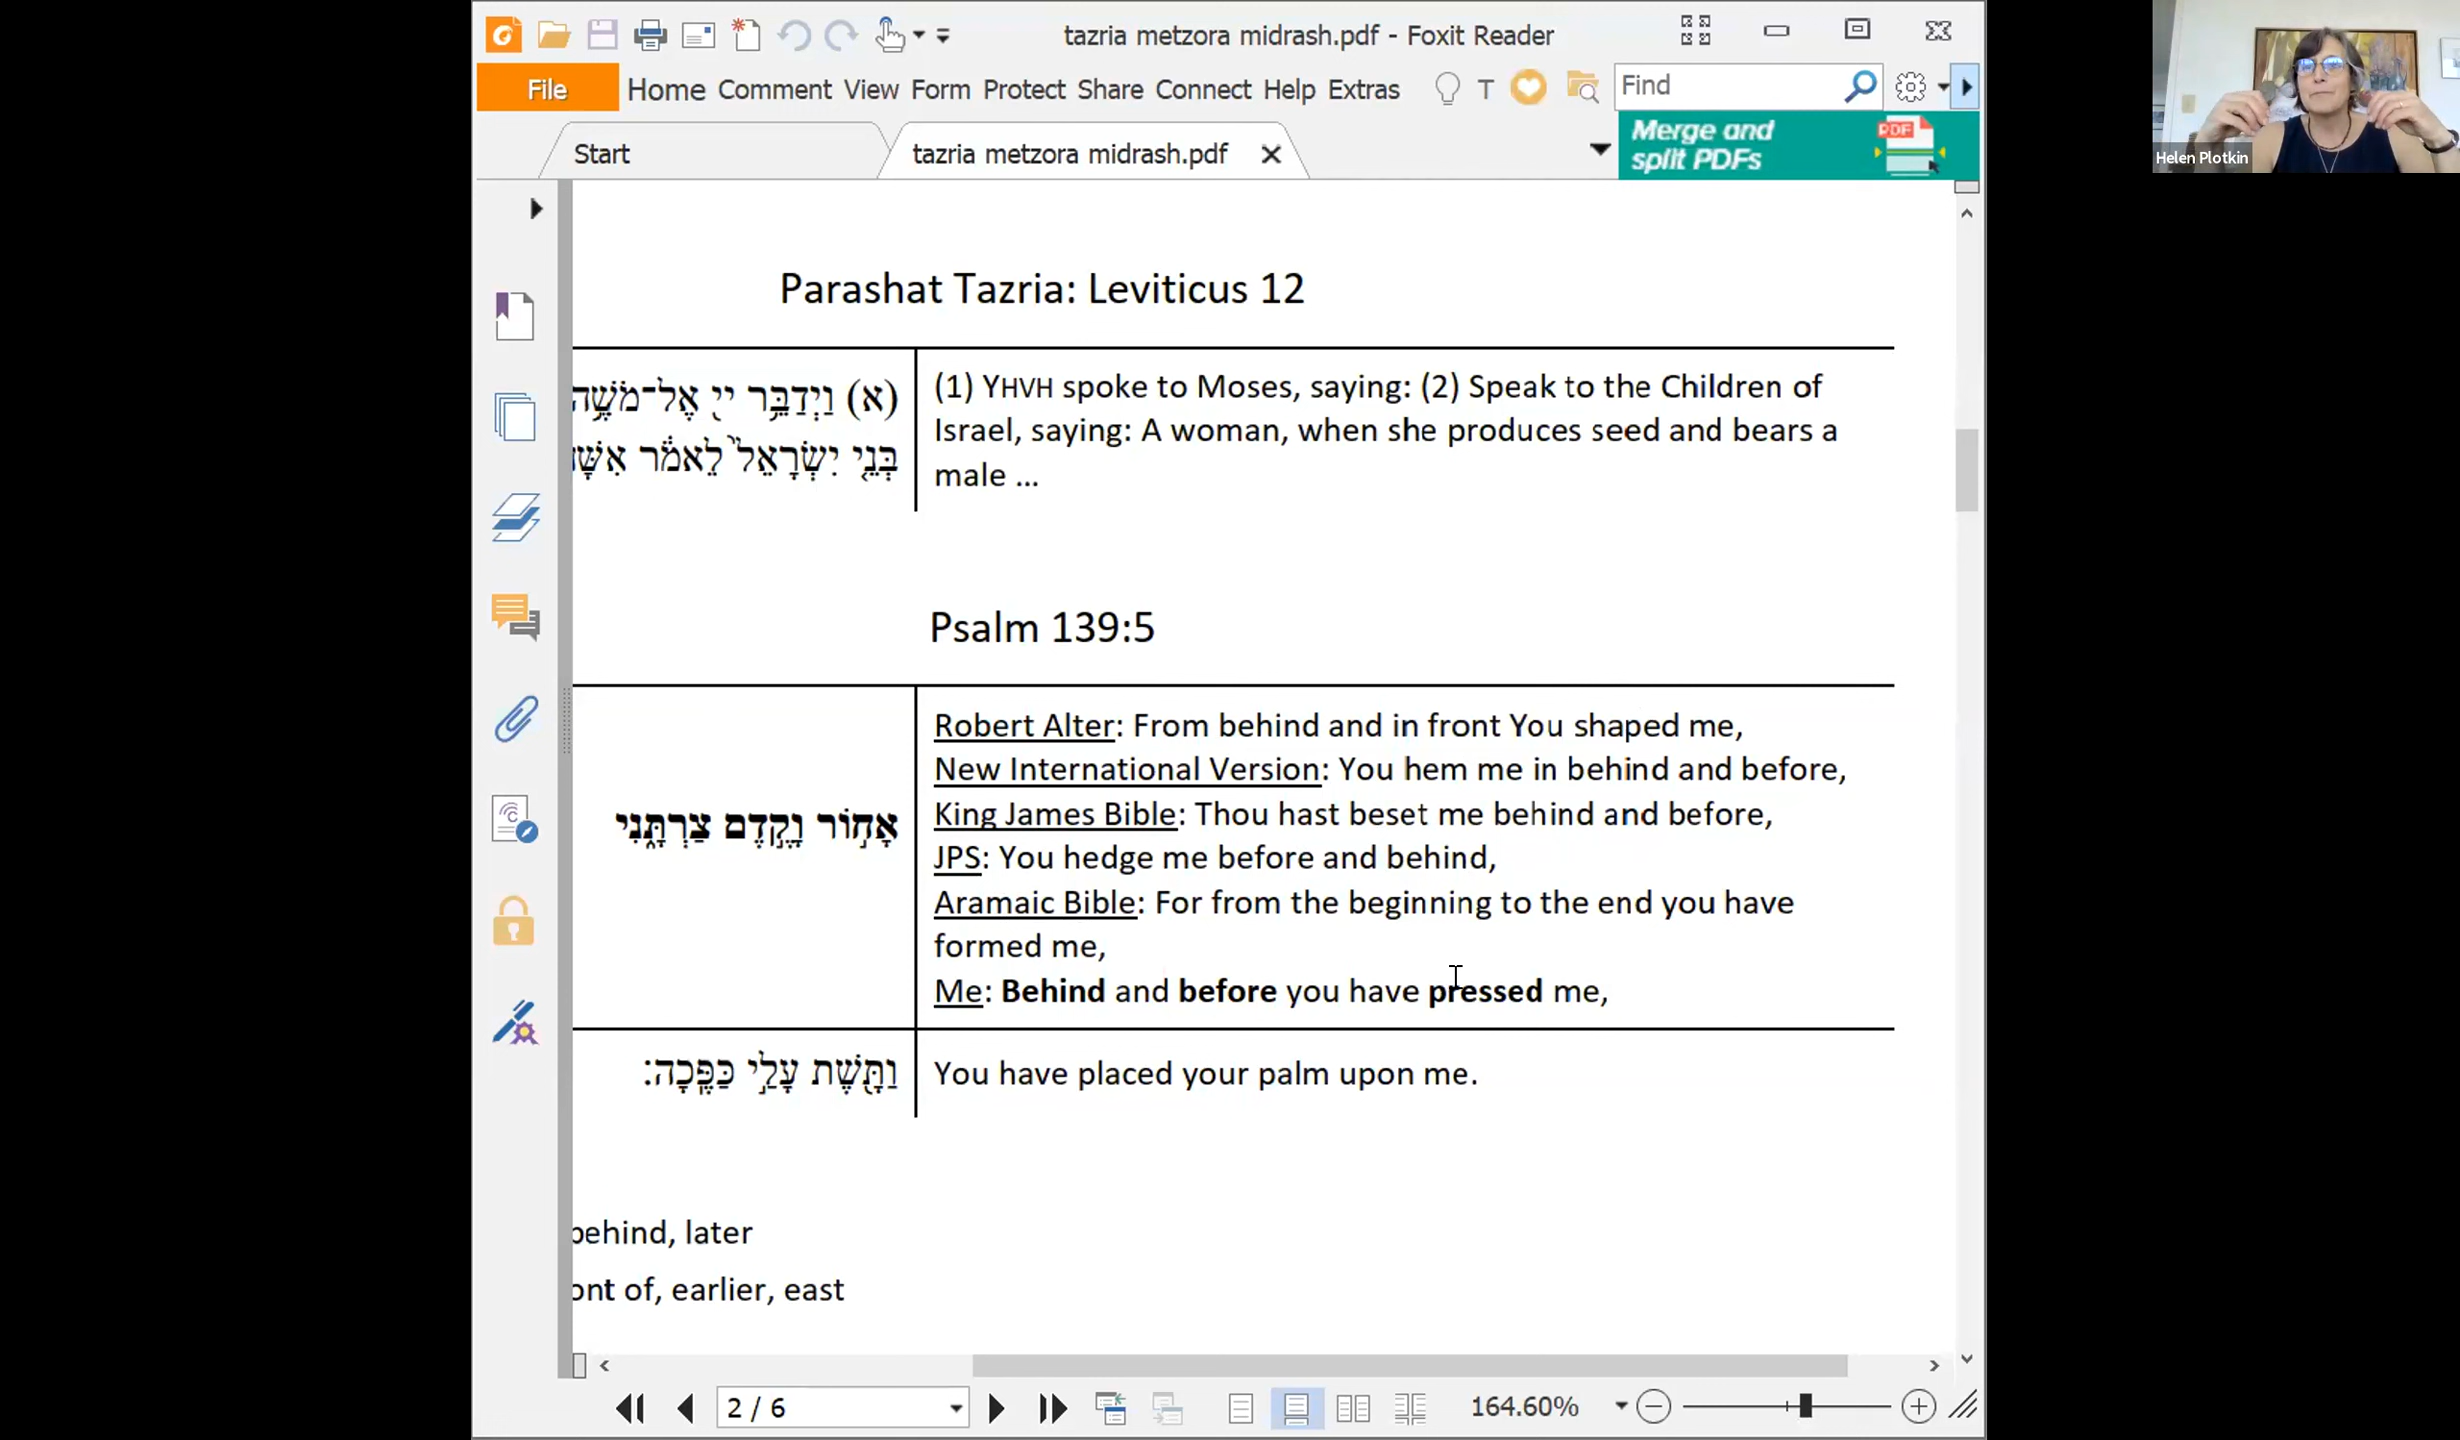 tazria metzora midrash.pdf - Foxit Reader
File Home Comment View Form Protect Share Connect Help Extras T Find
Start
tazria metzora midrash.pdf
Merge and
split PDFs
PDF
Helen Plotkin
Parashat Tazria: Leviticus 12
(א) וַיְדַבֵּ֥ר יי֖ אֶל־מֹשֶׁ֥ה
בְּנֵ֤י יִשְׂרָאֵל֙ לֵאמֹ֔ר
(1) YHVH spoke to Moses, saying: (2) Speak to the Children of
Israel, saying: A woman, when she produces seed and bears a
male ...
Psalm 139:5
אָח֣וֹר וָקֶ֣דֶם צַרְתָּ֑נִי
Robert Alter: From behind and in front You shaped me,
New International Version: You hem me in behind and before,
King James Bible: Thou hast beset me behind and before,
JPS: You hedge me before and behind,
Aramaic Bible: For from the beginning to the end you have
formed me,
Me: Behind and before you have pressed me,
וַתָּ֖שֶׁת עָלַ֣י כַּפֶּֽכָה׃
You have placed your palm upon me.
behind, later
of, earlier, east
2 / 6
164.60%